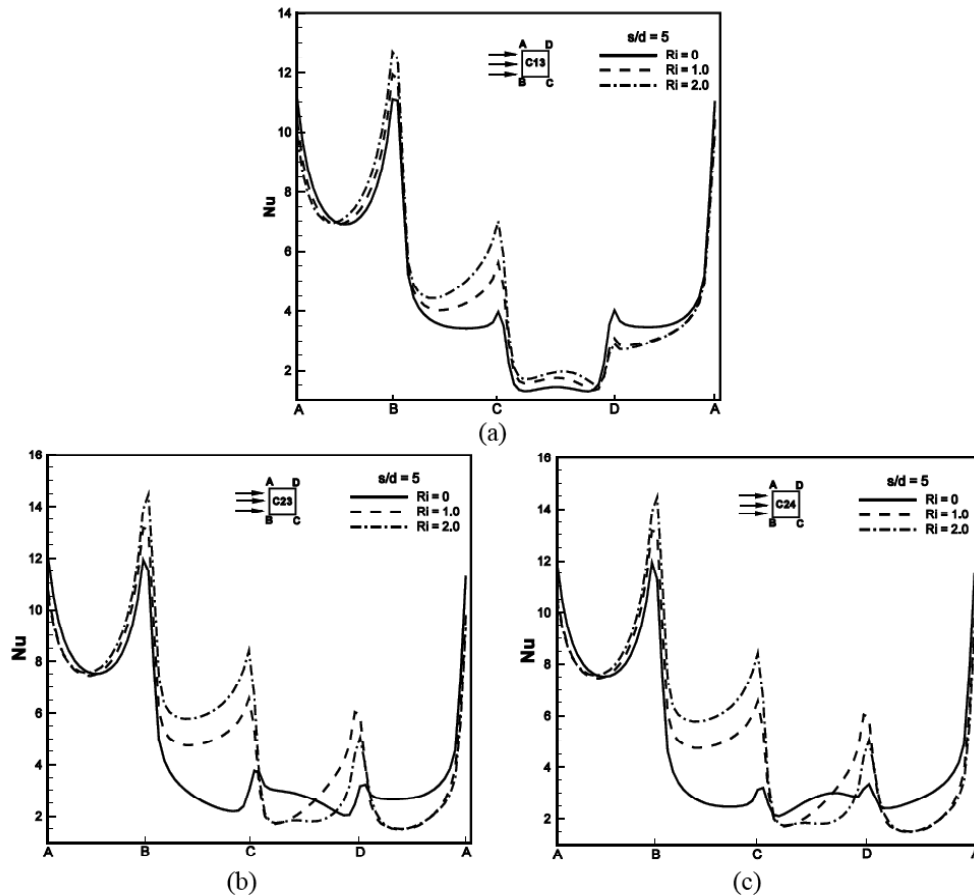 14
12
10
8
6
4
2
Nu
A D
C13
B C
s/d = 5
Ri = 0
Ri = 1.0
Ri = 2.0
A B C D A
(a)
16
14
12
10
8
6
4
2
Nu
A D
C23
B C
s/d = 5
Ri = 0
Ri = 1.0
Ri = 2.0
A B C D A
(b)
16
14
12
10
8
6
4
2
Nu
A D
C24
B C
s/d = 5
Ri = 0
Ri = 1.0
Ri = 2.0
A B C D A
(c)